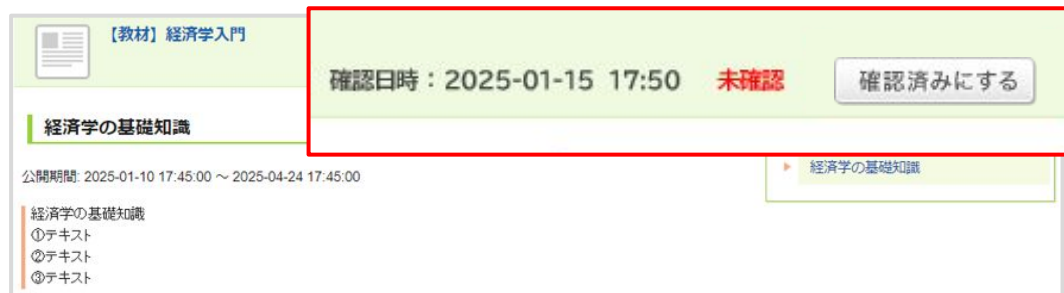 【教材】経済学入門
確認日時：2025-01-15 17:50 未確認 確認済みにする
経済学の基礎知識
公開期間: 2025-01-10 17:45:00 ～ 2025-04-24 17:45:00
経済学の基礎知識
①テキスト
②テキスト
③テキスト
経済学の基礎知識